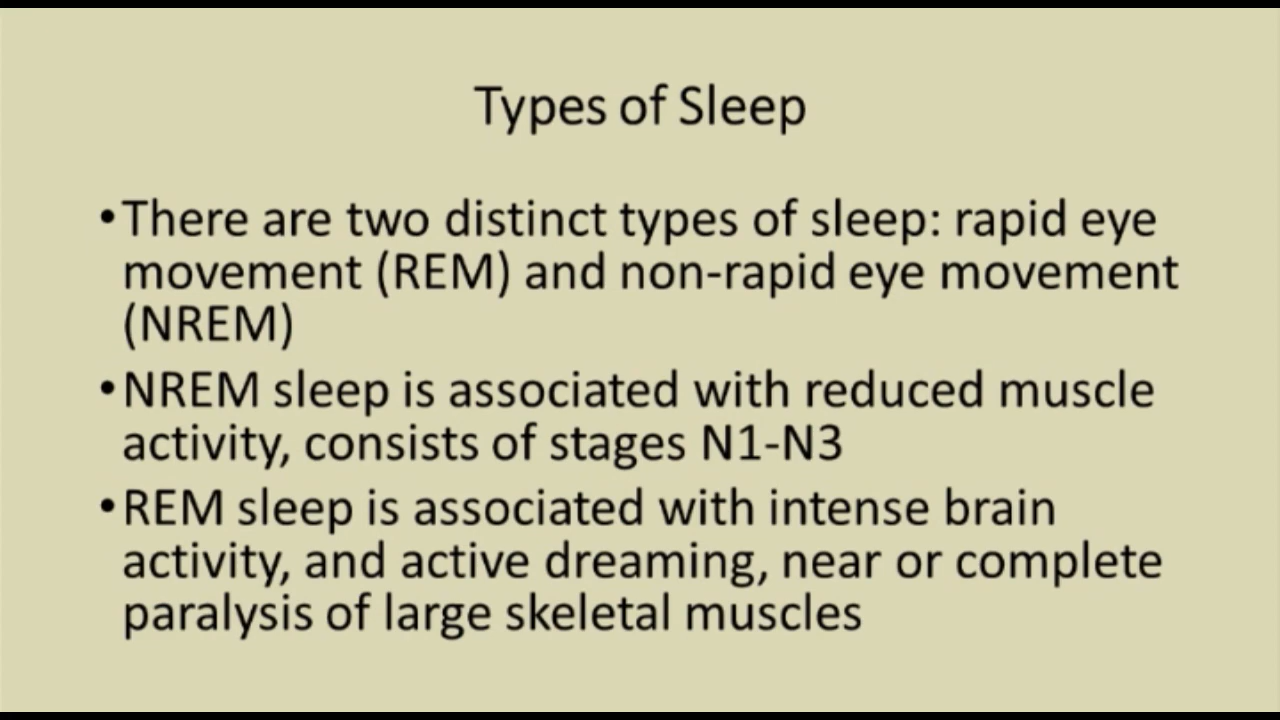 Types of Sleep
•There are two distinct types of sleep: rapid eye
movement (REM) and non-rapid eye movement
(NREM)
•NREM sleep is associated with reduced muscle
activity, consists of stages N1-N3
•REM sleep is associated with intense brain
activity, and active dreaming, near or complete
paralysis of large skeletal muscles